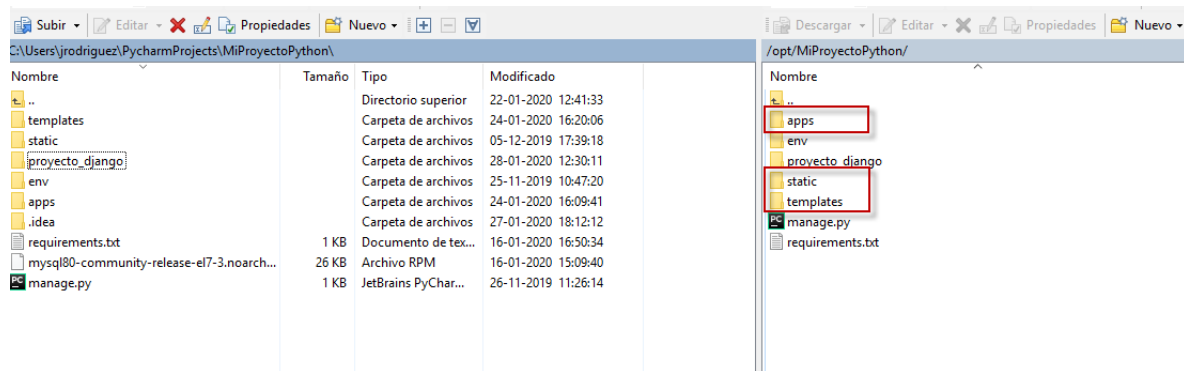 Subir Editar Propiedades Nuevo
C:\Users\jrodriguez\PycharmProjects\MiProyectoPython\
Nombre Tamaño Tipo Modificado
.. Directorio superior 22-01-2020 12:41:33
templates Carpeta de archivos 24-01-2020 16:20:06
static Carpeta de archivos 05-12-2019 17:39:18
proyecto_django Carpeta de archivos 28-01-2020 12:30:11
env Carpeta de archivos 25-11-2019 10:47:20
apps Carpeta de archivos 24-01-2020 16:09:41
.idea Carpeta de archivos 27-01-2020 18:12:12
requirements.txt 1 KB Documento de tex... 16-01-2020 16:50:34
mysql80-community-release-el7-3.noarch... 26 KB Archivo RPM 16-01-2020 15:09:40
manage.py 1 KB JetBrains PyChar... 26-11-2019 11:26:14
Descargar Editar Propiedades Nuevo
/opt/MiProyectoPython/
Nombre
..
apps
env
proyecto_django
static
templates
manage.py
requirements.txt